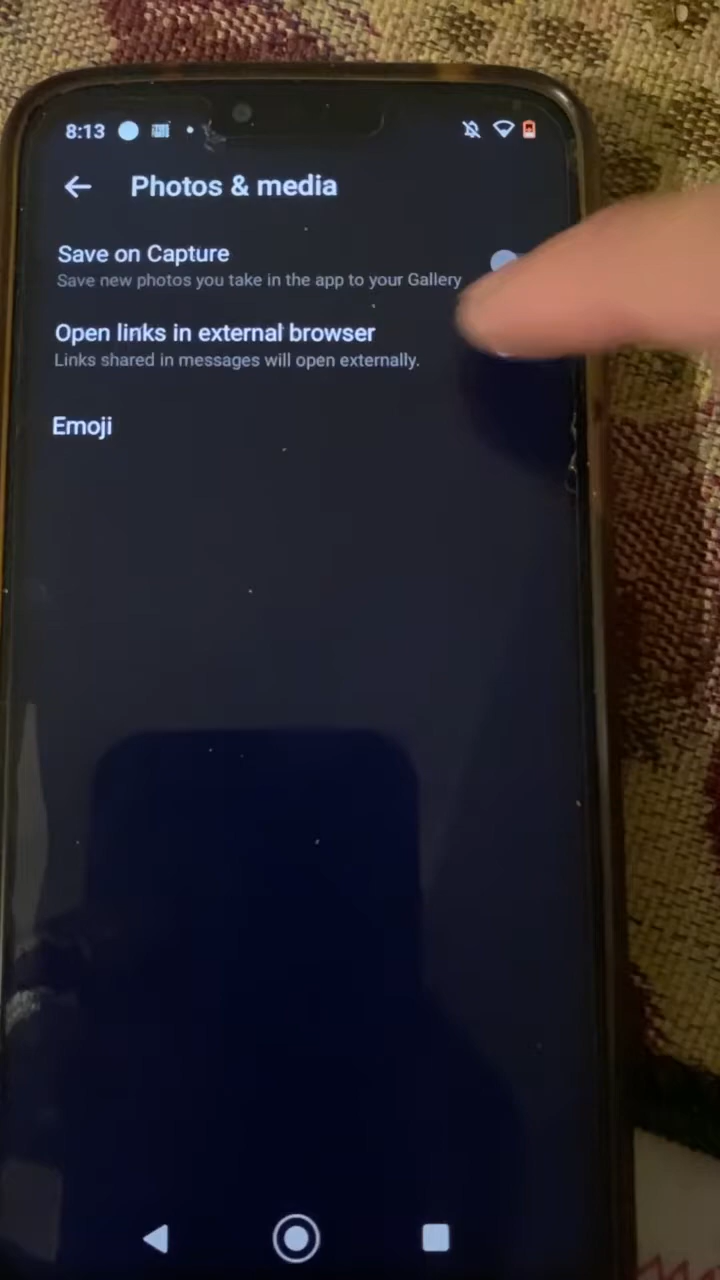 8:13
Photos & media
Save on Capture
Save new photos you take in the app to your Gallery
Open links in external browser
Links shared in messages will open externally.
Emoji